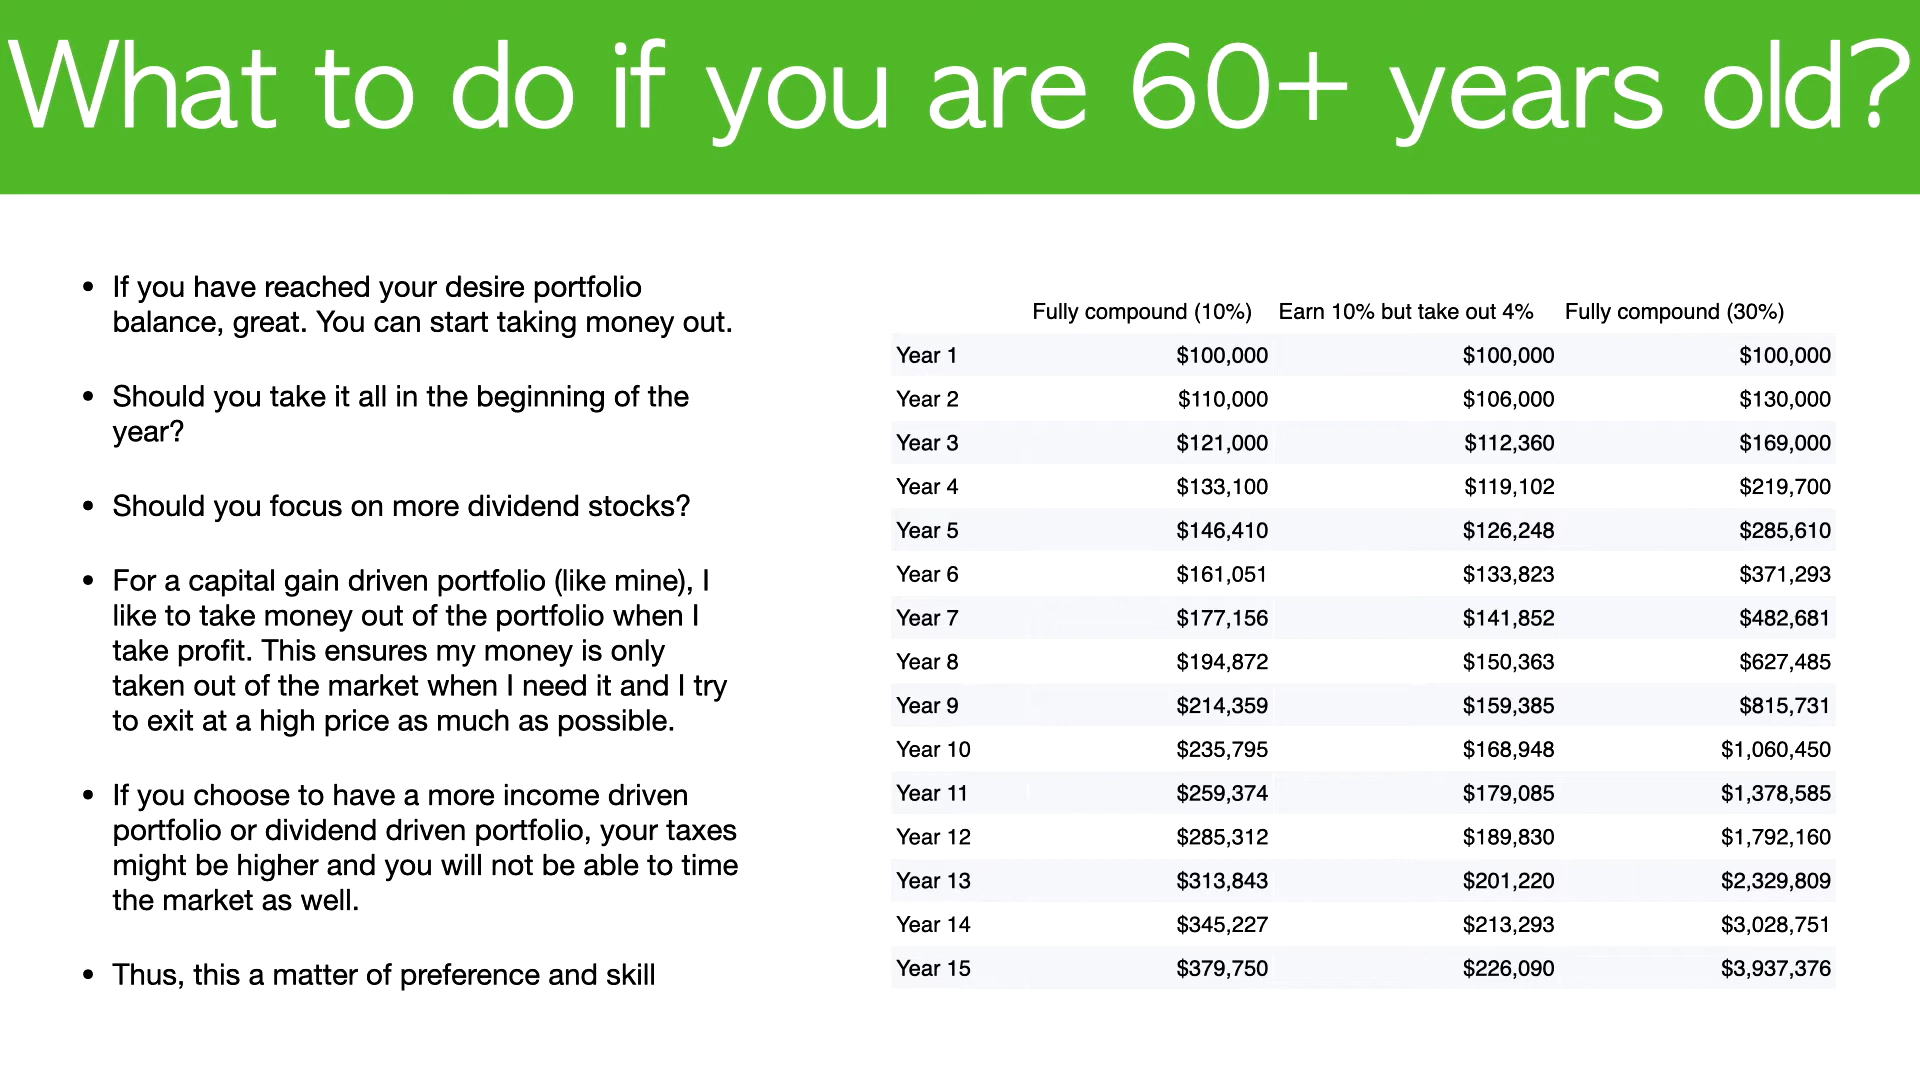 What to do if you are 60+ years old?
• If you have reached your desire portfolio
balance, great. You can start taking money out.
• Should you take it all in the beginning of the
year?
• Should you focus on more dividend stocks?
• For a capital gain driven portfolio (like mine), I
like to take money out of the portfolio when I
take profit. This ensures my money is only
taken out of the market when I need it and I try
to exit at a high price as much as possible.
• If you choose to have a more income driven
portfolio or dividend driven portfolio, your taxes
might be higher and you will not be able to time
the market as well.
• Thus, this a matter of preference and skill
Fully compound (10%) Earn 10% but take out 4% Fully compound (30%)
Year 1 $100,000 $100,000 $100,000
Year 2 $110,000 $106,000 $130,000
Year 3 $121,000 $112,360 $169,000
Year 4 $133,100 $119,102 $219,700
Year 5 $146,410 $126,248 $285,610
Year 6 $161,051 $133,823 $371,293
Year 7 $177,156 $141,852 $482,681
Year 8 $194,872 $150,363 $627,485
Year 9 $214,359 $159,385 $815,731
Year 10 $235,795 $168,948 $1,060,450
Year 11 $259,374 $179,085 $1,378,585
Year 12 $285,312 $189,830 $1,792,160
Year 13 $313,843 $201,220 $2,329,809
Year 14 $345,227 $213,293 $3,028,751
Year 15 $379,750 $226,090 $3,937,376